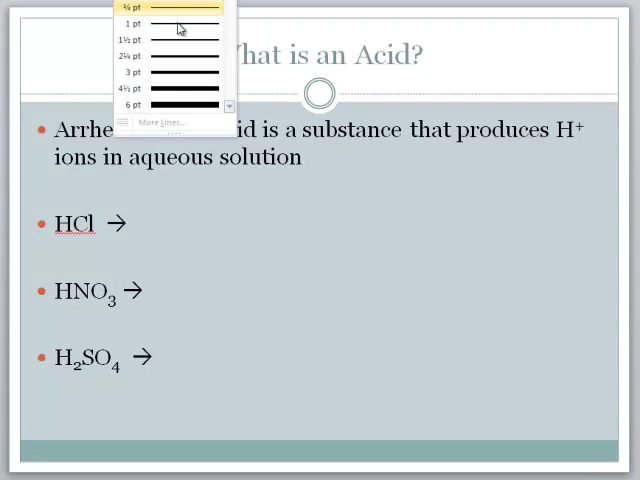 ¼ pt
1 pt
1½ pt
2¼ pt
3 pt
4½ pt
6 pt
More Lines...
hat is an Acid?
Arrhe id is a substance that produces H⁺
ions in aqueous solution
HCl →
HNO₃ →
H₂SO₄ →